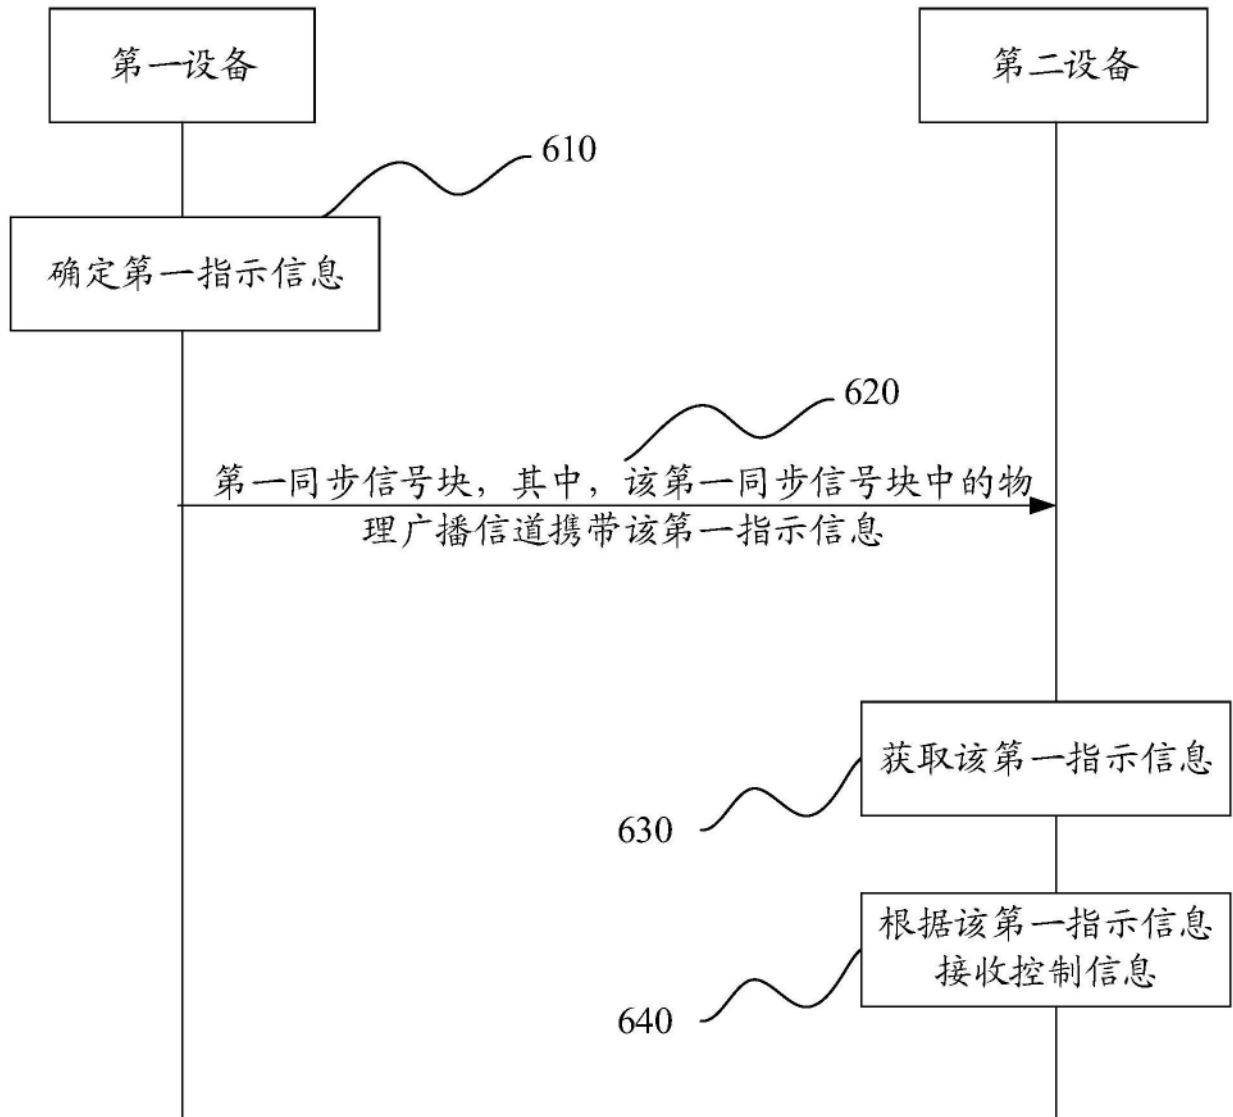 第一设备
第二设备
610
确定第一指示信息
620
第一同步信号块，其中，该第一同步信号块中的物
理广播信道携带该第一指示信息
获取该第一指示信息
630
根据该第一指示信息
接收控制信息
640